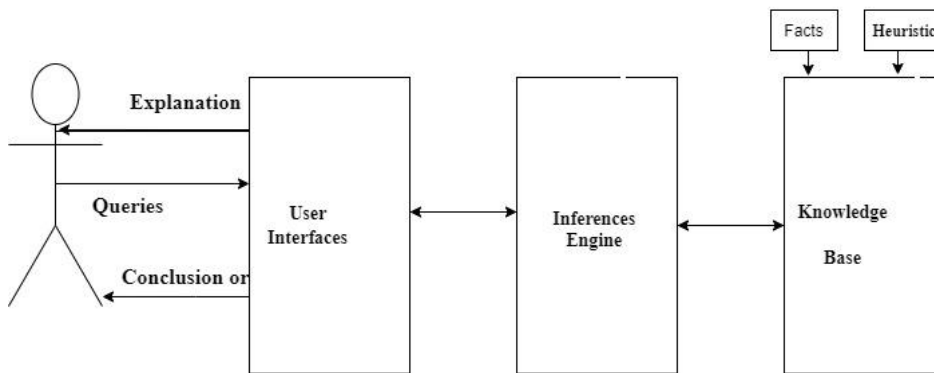 Facts
Heuristic
Explanation
Queries
User
Interfaces
Inferences
Engine
Knowledge
Base
Conclusion or